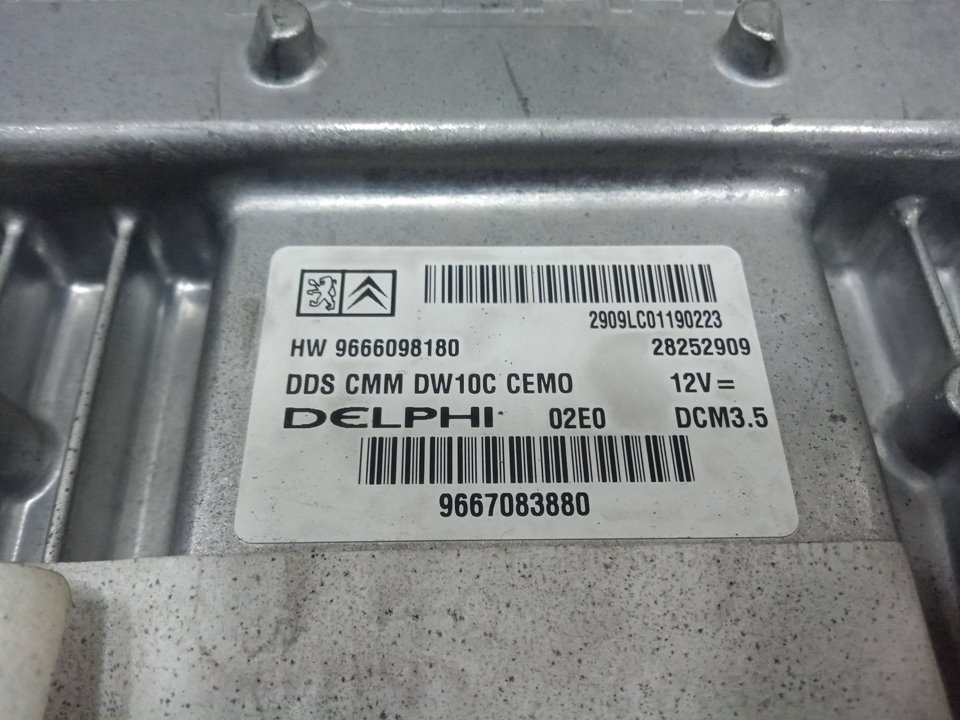 2909LC01190223
HW 9666098180 28252909
DDS CMM DW10C CEMO 12V =
DELPHI 02E0 DCM3.5
9667083880